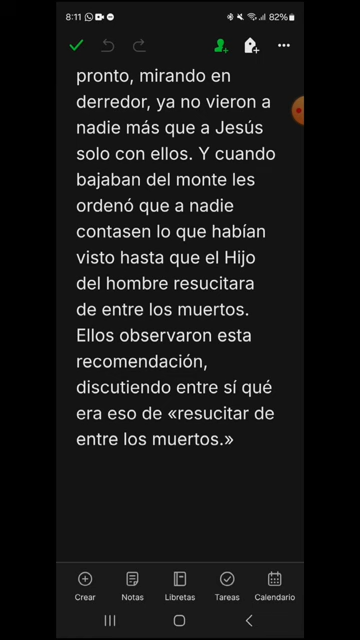 8:11
82%
pronto, mirando en
derredor, ya no vieron a
nadie más que a Jesús
solo con ellos. Y cuando
bajaban del monte les
ordenó que a nadie
contasen lo que habían
visto hasta que el Hijo
del hombre resucitara
de entre los muertos.
Ellos observaron esta
recomendación,
discutiendo entre sí qué
era eso de «resucitar de
entre los muertos.»
Crear Notas Libretas Tareas Calendario